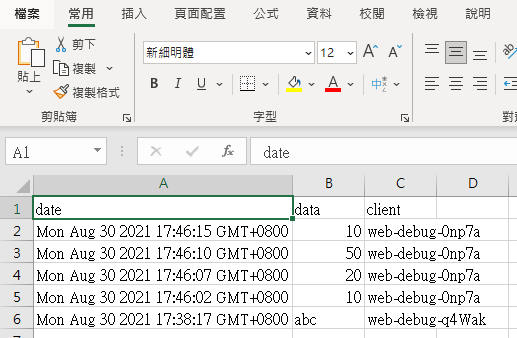 檔案 常用 插入 頁面配置 公式 資料 校閱 檢視 說明
剪下
複製
複製格式
貼上
新細明體 12 A A
B I U A 中
剪貼簿 字型
A1 fx date
A B C D
1 date data client
2 Mon Aug 30 2021 17:46:15 GMT+0800 10 web-debug-0np7a
3 Mon Aug 30 2021 17:46:10 GMT+0800 50 web-debug-0np7a
4 Mon Aug 30 2021 17:46:07 GMT+0800 20 web-debug-0np7a
5 Mon Aug 30 2021 17:46:02 GMT+0800 10 web-debug-0np7a
6 Mon Aug 30 2021 17:38:17 GMT+0800 abc web-debug-q4Wak